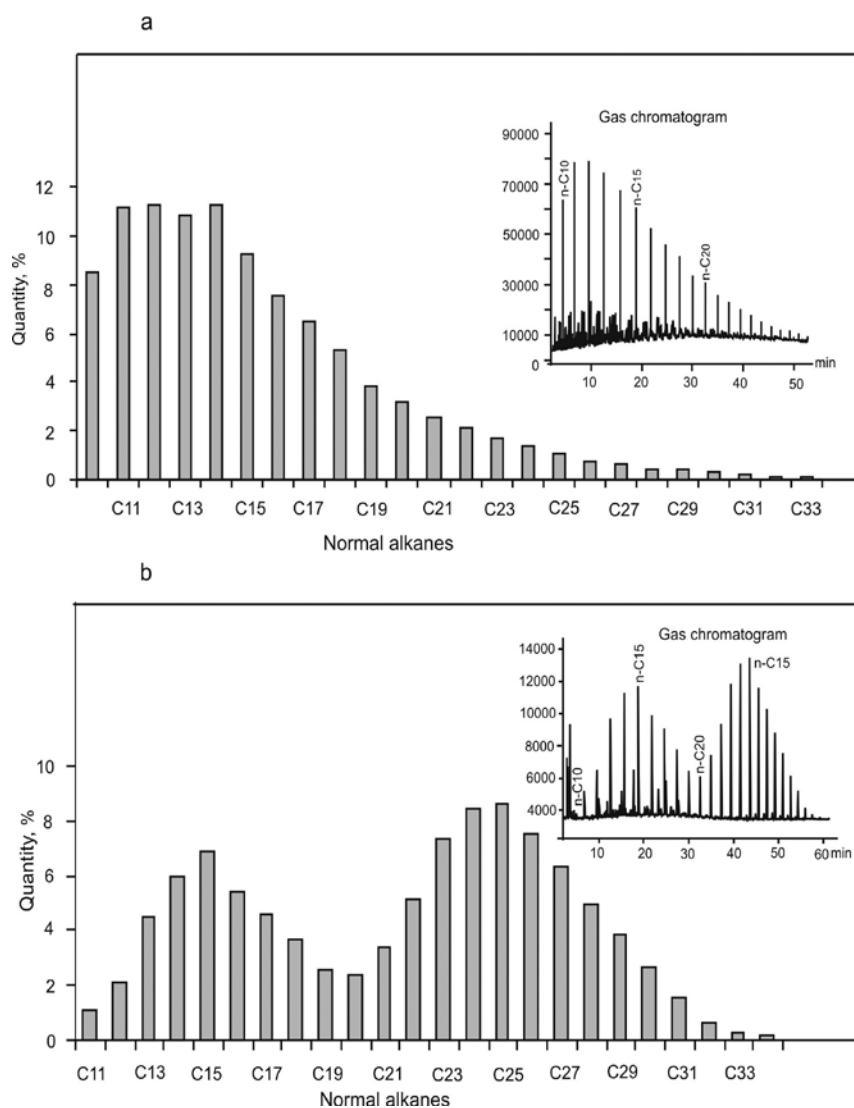 a
Gas chromatogram
90000
70000
50000
30000
10000
0
n-C10
n-C15
n-C20
10 20 30 40 50 min
Quantity, %
12
10
8
6
4
2
0
C11 C13 C15 C17 C19 C21 C23 C25 C27 C29 C31 C33
Normal alkanes
b
Gas chromatogram
14000
12000
10000
8000
6000
4000
n-C10
n-C15
n-C20
n-C15
10 20 30 40 50 60 min
Quantity, %
10
8
6
4
2
0
C11 C13 C15 C17 C19 C21 C23 C25 C27 C29 C31 C33
Normal alkanes